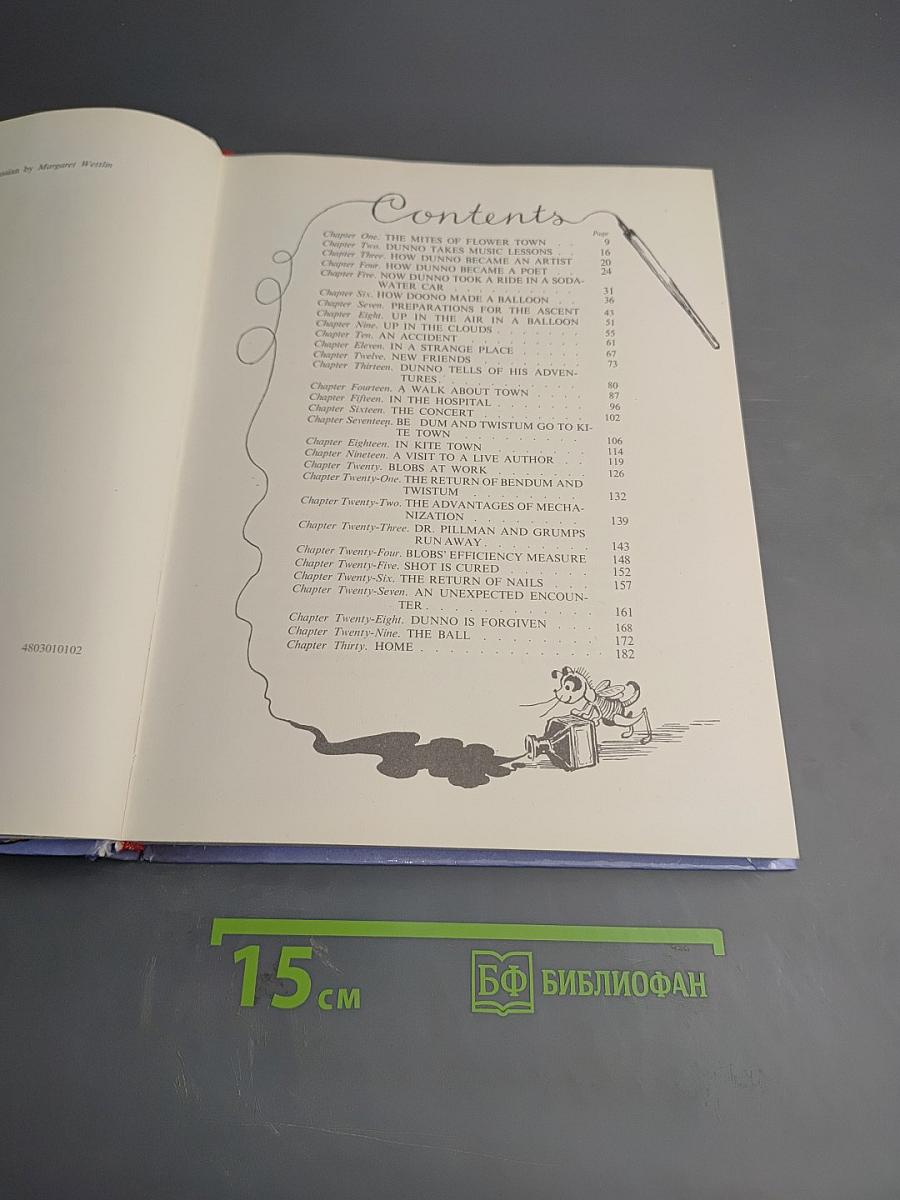 ssian by Margaret Wettlin
4803010102
Contents
Page
Chapter One. THE MITES OF FLOWER TOWN . . 9
Chapter Two. DUNNO TAKES MUSIC LESSONS . . 16
Chapter Three. HOW DUNNO BECAME AN ARTIST 20
Chapter Four. HOW DUNNO BECAME A POET . . 24
Chapter Five. NOW DUNNO TOOK A RIDE IN A SODA-
WATER CAR . . . . . . . . . . 31
Chapter Six. HOW DOONO MADE A BALLOON . . 36
Chapter Seven. PREPARATIONS FOR THE ASCENT 43
Chapter Eight. UP IN THE AIR IN A BALLOON 51
Chapter Nine. UP IN THE CLOUDS . . . . . . 55
Chapter Ten. AN ACCIDENT . . . . . . . . 61
Chapter Eleven. IN A STRANGE PLACE . . . . . 67
Chapter Twelve. NEW FRIENDS . . . . . . . 73
Chapter Thirteen. DUNNO TELLS OF HIS ADVEN-
TURES . . . . . . . . . . 80
Chapter Fourteen. A WALK ABOUT TOWN . . . . 87
Chapter Fifteen. IN THE HOSPITAL . . . . . . 96
Chapter Sixteen. THE CONCERT . . . . . . . 102
Chapter Seventeen. BE DUM AND TWISTUM GO TO KI-
TE TOWN . . . . . . . . . 106
Chapter Eighteen. IN KITE TOWN . . . . . . 114
Chapter Nineteen. A VISIT TO A LIVE AUTHOR . . 119
Chapter Twenty. BLOBS AT WORK . . . . . . 126
Chapter Twenty-One. THE RETURN OF BENDUM AND
TWISTUM . . . . . . . . 132
Chapter Twenty-Two. THE ADVANTAGES OF MECHA-
NIZATION . . . . . . . . 139
Chapter Twenty-Three. DR. PILLMAN AND GRUMPS
RUN AWAY . . . . . . . 143
Chapter Twenty-Four. BLOBS' EFFICIENCY MEASURE 148
Chapter Twenty-Five. SHOT IS CURED . . . . . 152
Chapter Twenty-Six. THE RETURN OF NAILS . . . 157
Chapter Twenty-Seven. AN UNEXPECTED ENCOUN-
TER . . . . . . . . . . . 161
Chapter Twenty-Eight. DUNNO IS FORGIVEN . . . 168
Chapter Twenty-Nine. THE BALL . . . . . . . 172
Chapter Thirty. HOME . . . . . . . . . . . 182
15 см
БФ БИБЛИОФАН